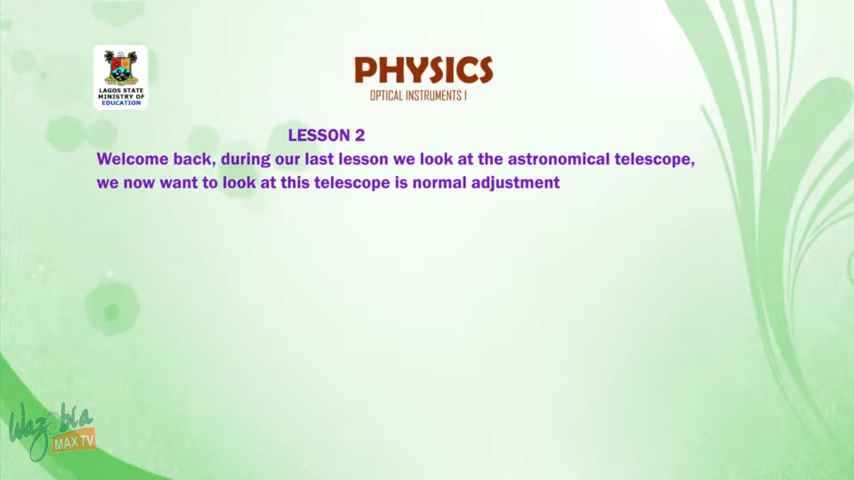 PHYSICS
OPTICAL INSTRUMENTS I
LAGOS STATE
MINISTRY OF
EDUCATION
LESSON 2
Welcome back, during our last lesson we look at the astronomical telescope,
we now want to look at this telescope is normal adjustment
Wazobia
MAX TV